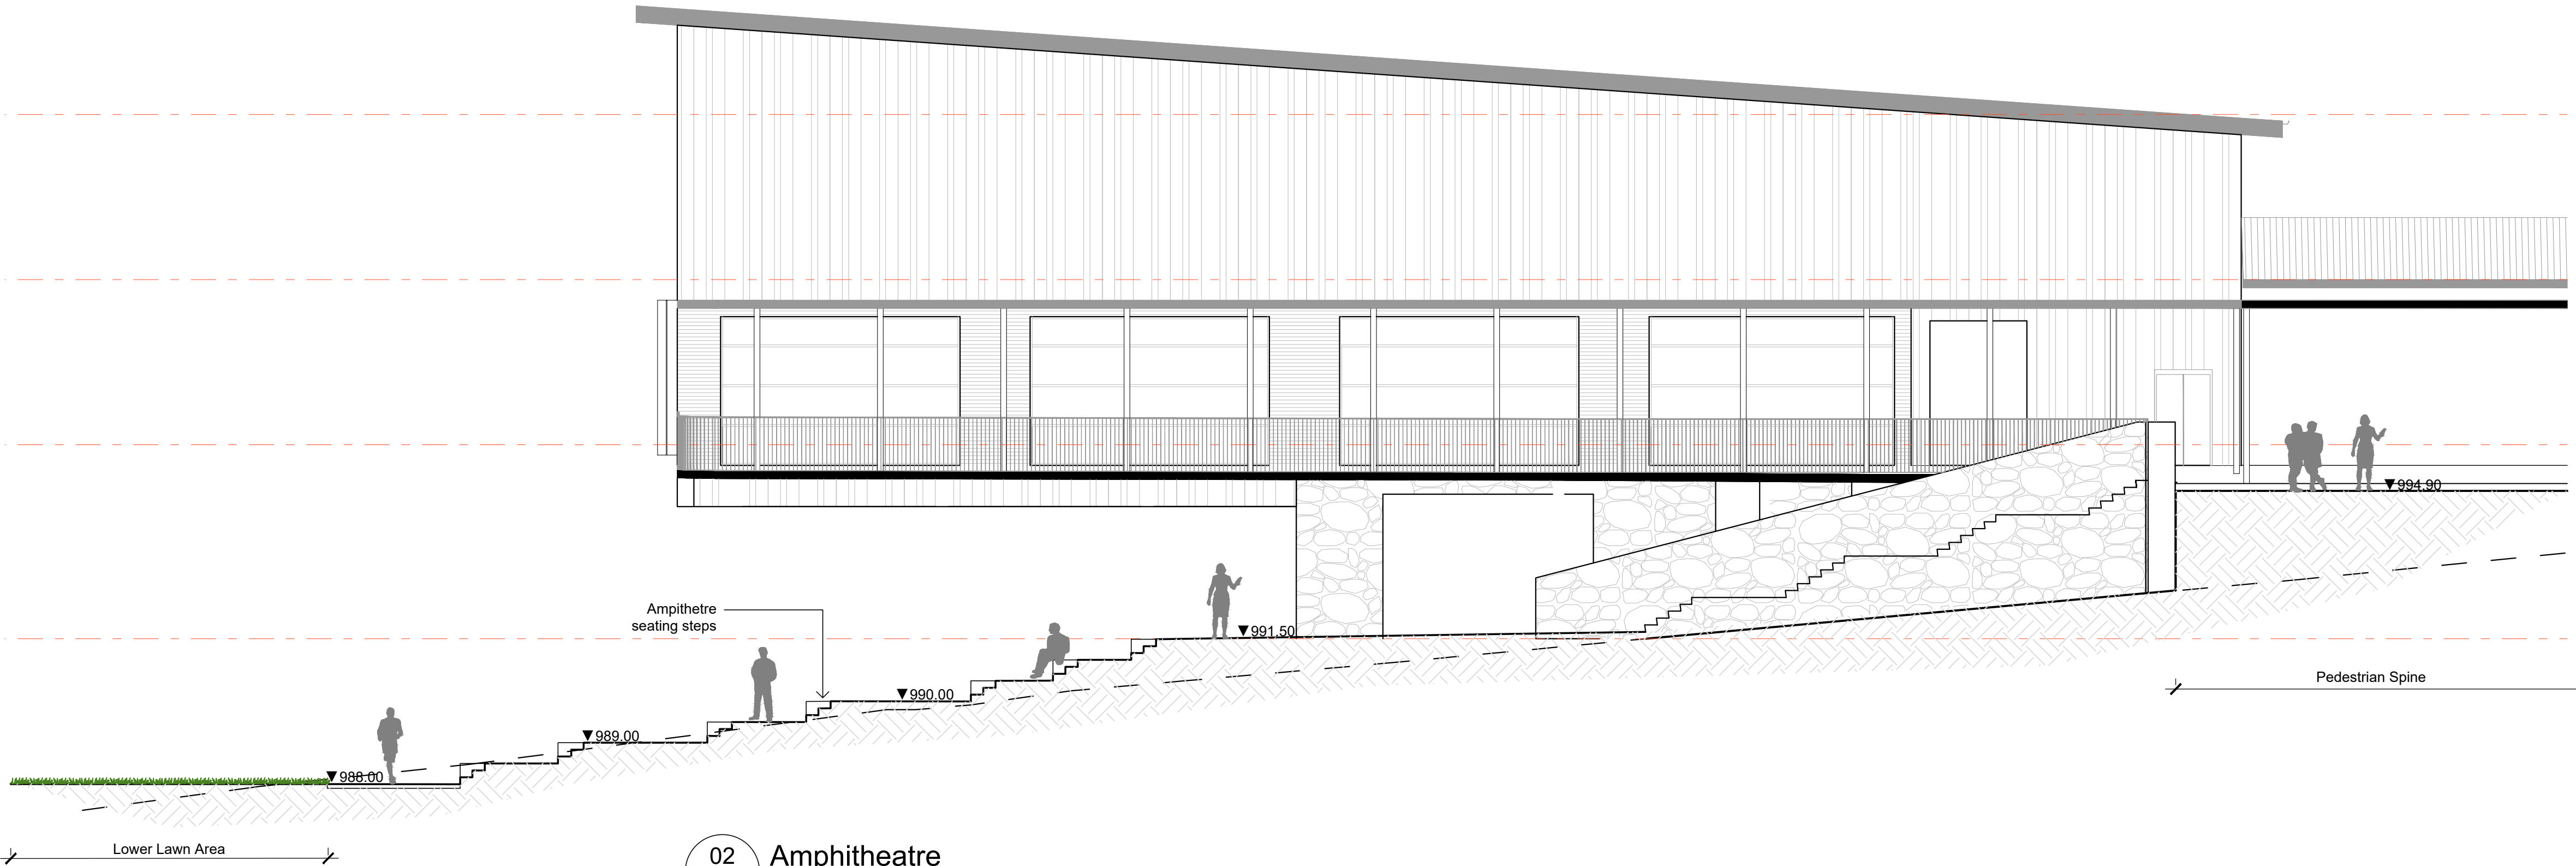 994.90
Ampithetre
seating steps
991.50
Pedestrian Spine
990.00
989.00
988.00
Lower Lawn Area
02
Amphitheatre